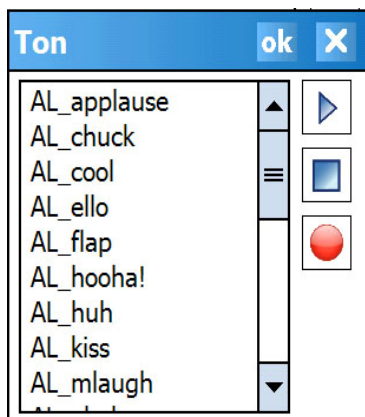 Ton ok X
AL_applause
AL_chuck
AL_cool
AL_ello
AL_flap
AL_hooha!
AL_huh
AL_kiss
AL_mlaugh